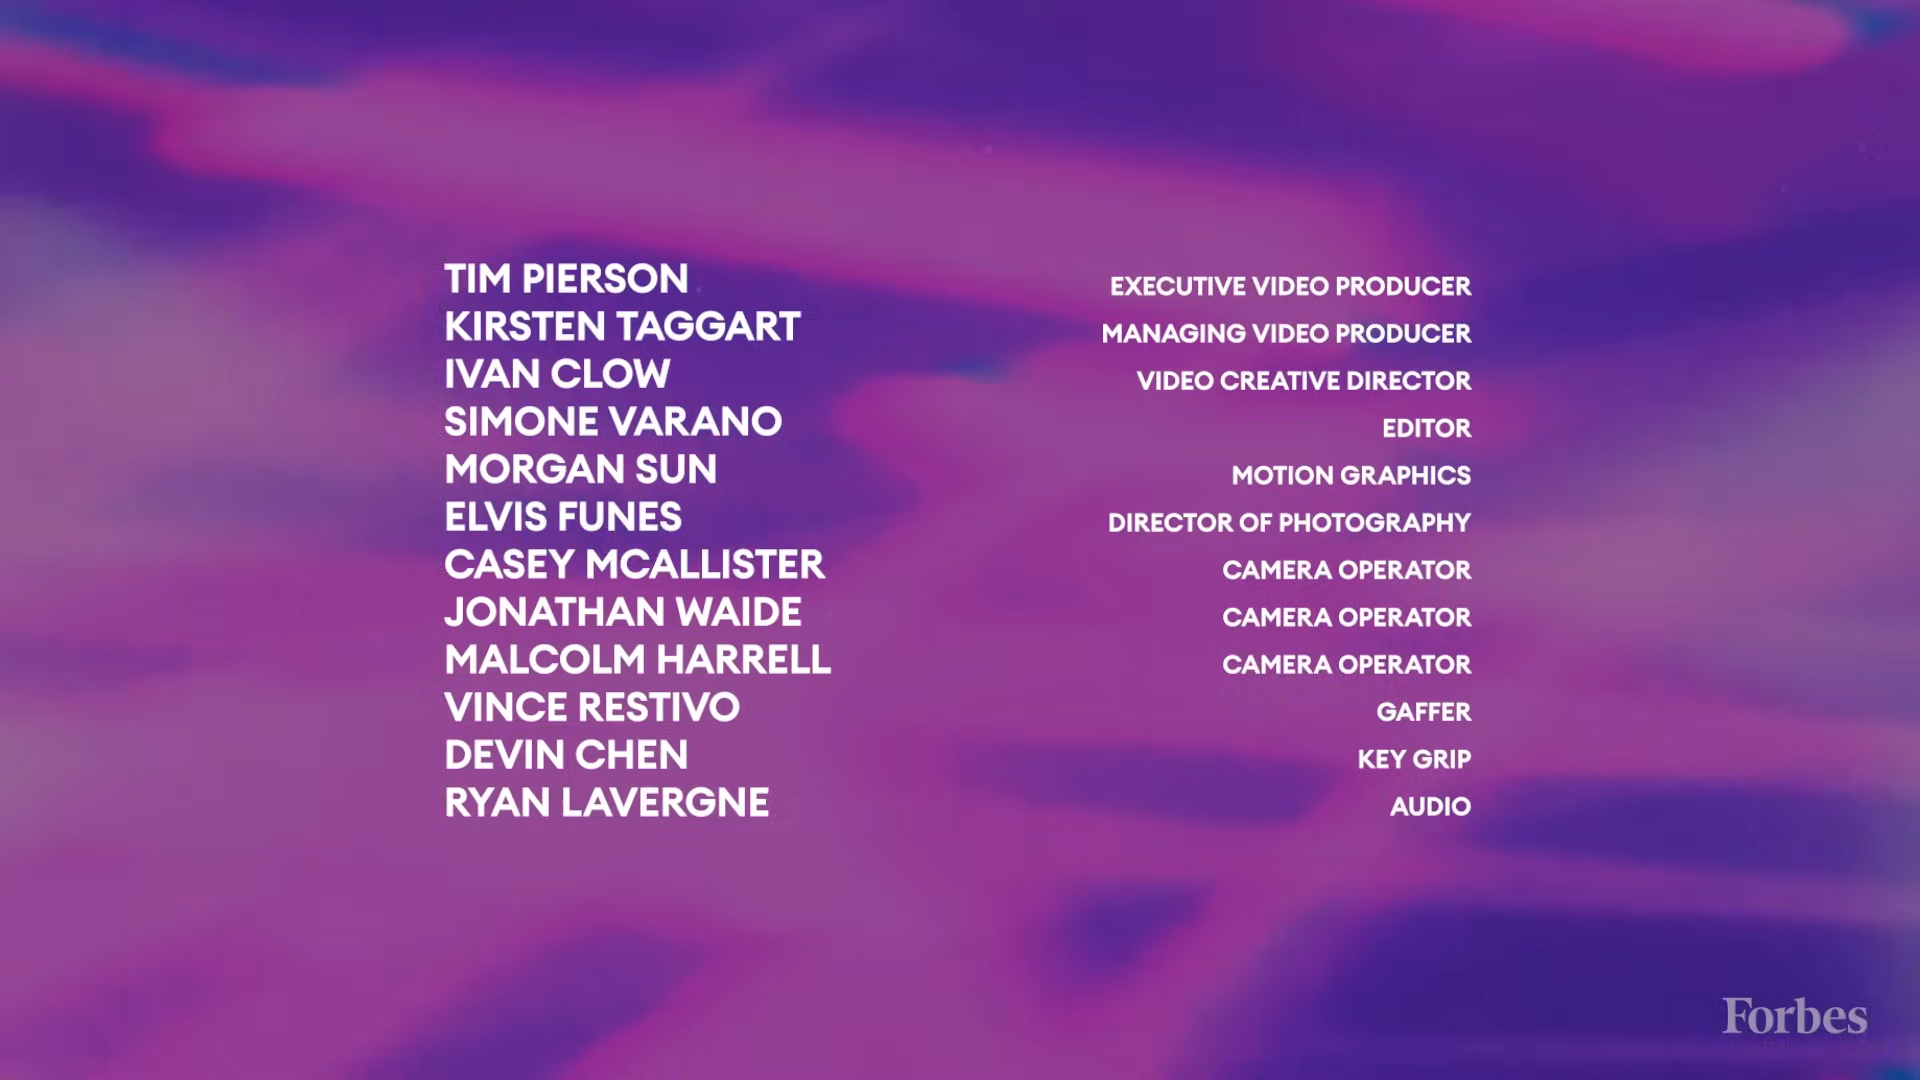 TIM PIERSON EXECUTIVE VIDEO PRODUCER
KIRSTEN TAGGART MANAGING VIDEO PRODUCER
IVAN CLOW VIDEO CREATIVE DIRECTOR
SIMONE VARANO EDITOR
MORGAN SUN MOTION GRAPHICS
ELVIS FUNES DIRECTOR OF PHOTOGRAPHY
CASEY MCALLISTER CAMERA OPERATOR
JONATHAN WAIDE CAMERA OPERATOR
MALCOLM HARRELL CAMERA OPERATOR
VINCE RESTIVO GAFFER
DEVIN CHEN KEY GRIP
RYAN LAVERGNE AUDIO
Forbes